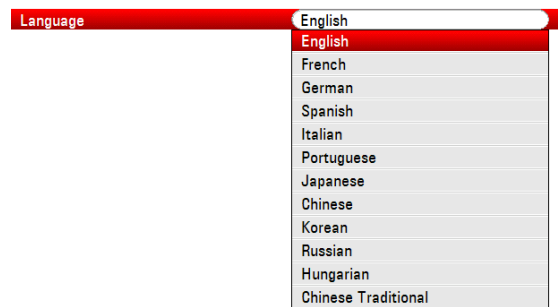 Language English
English
French
German
Spanish
Italian
Portuguese
Japanese
Chinese
Korean
Russian
Hungarian
Chinese Traditional